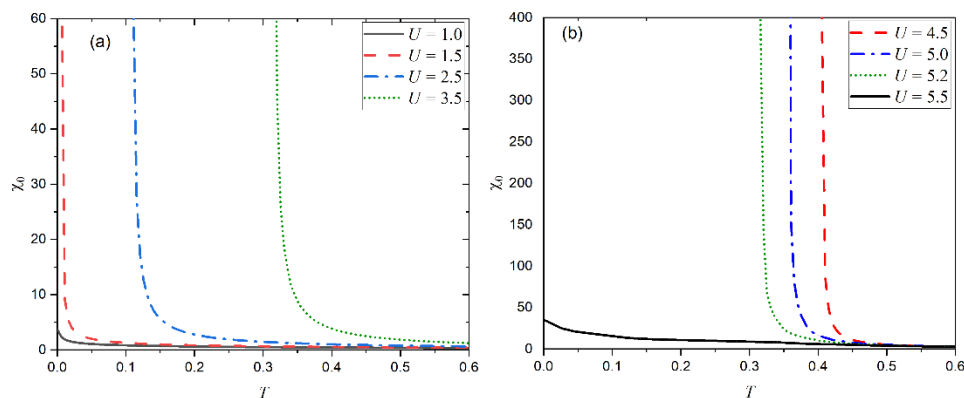 (a)
U = 1.0
U = 1.5
U = 2.5
U = 3.5
60
50
40
30
20
10
0
χ₀
0.0 0.1 0.2 0.3 0.4 0.5 0.6
T
(b)
U = 4.5
U = 5.0
U = 5.2
U = 5.5
400
350
300
250
200
150
100
50
0
χ₀
0.0 0.1 0.2 0.3 0.4 0.5 0.6
T